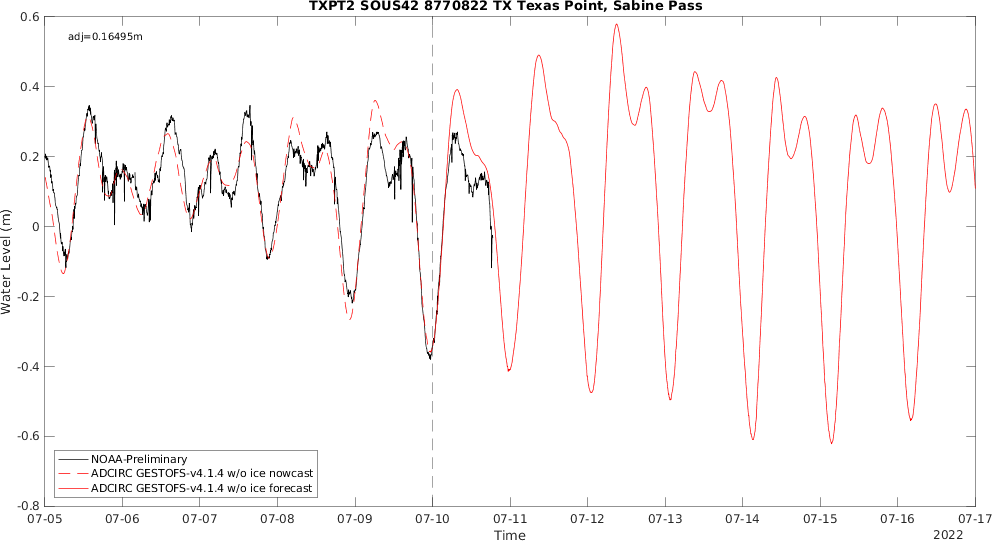 TXPT2 SOUS42 8770822 TX Texas Point, Sabine Pass
adj=0.16495m
0.6
0.4
0.2
0
-0.2
-0.4
-0.6
-0.8
Water Level (m)
NOAA-Preliminary
ADCIRC GESTOFS-v4.1.4 w/o ice nowcast
ADCIRC GESTOFS-v4.1.4 w/o ice forecast
07-05 07-06 07-07 07-08 07-09 07-10 07-11 07-12 07-13 07-14 07-15 07-16 07-17
Time
2022